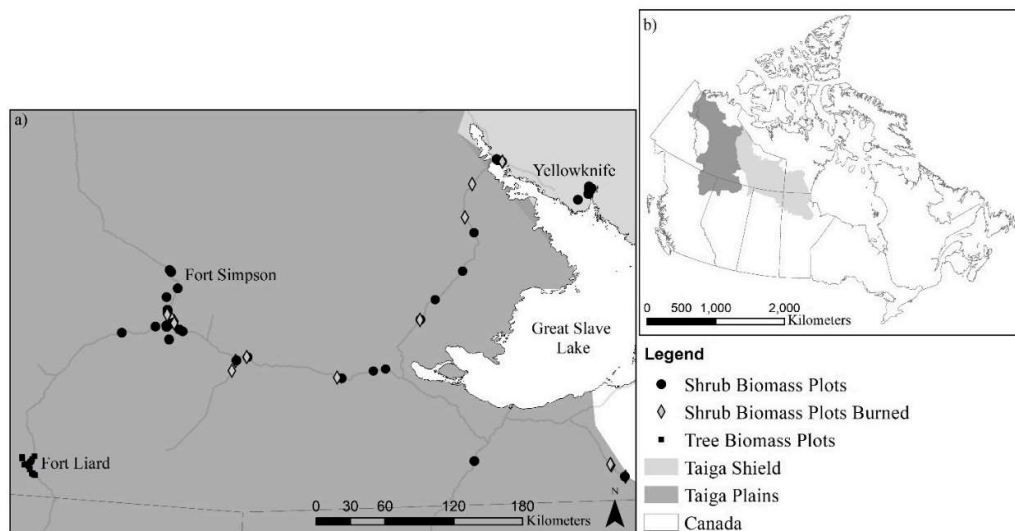 a)
Yellowknife
Fort Simpson
Great Slave
Lake
Fort Liard
N
0 30 60 120 180
Kilometers
b)
0 500 1,000 2,000
Kilometers
Legend
Shrub Biomass Plots
Shrub Biomass Plots Burned
Tree Biomass Plots
Taiga Shield
Taiga Plains
Canada